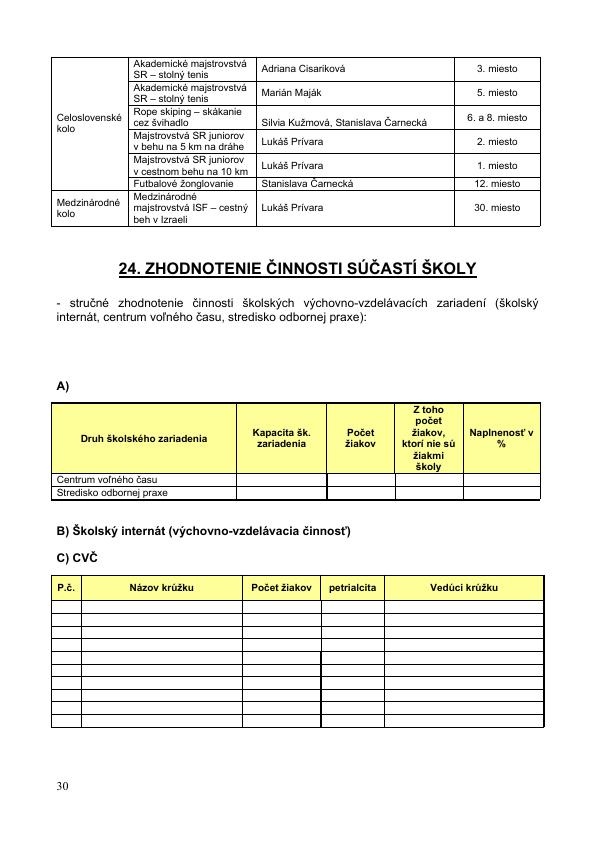 Celoslovenské
kolo
Akademické majstrovstvá
SR – stolný tenis
Adriana Cisariková
3. miesto
Akademické majstrovstvá
SR – stolný tenis
Marián Maják
5. miesto
Rope skiping – skákanie
cez švihadlo
Silvia Kužmová, Stanislava Čarnecká
6. a 8. miesto
Majstrovstvá SR juniorov
v behu na 5 km na dráhe
Lukáš Prívara
2. miesto
Majstrovstvá SR juniorov
v cestnom behu na 10 km
Lukáš Prívara
1. miesto
Futbalové žonglovanie
Stanislava Čarnecká
12. miesto
Medzinárodné
kolo
Medzinárodné
majstrovstvá ISF – cestný
beh v Izraeli
Lukáš Prívara
30. miesto
24. ZHODNOTENIE ČINNOSTI SÚČASTÍ ŠKOLY
- stručné zhodnotenie činnosti školských výchovno-vzdelávacích zariadení (školský
internát, centrum voľného času, stredisko odbornej praxe):
A)
Druh školského zariadenia
Kapacita šk.
zariadenia
Počet
žiakov
Z toho
počet
žiakov,
ktorí nie sú
žiakmi
školy
Naplnenosť v
%
Centrum voľného času
Stredisko odbornej praxe
B) Školský internát (výchovno-vzdelávacia činnosť)
C) CVČ
P.č.
Názov krúžku
Počet žiakov
petrialcita
Vedúci krúžku
30